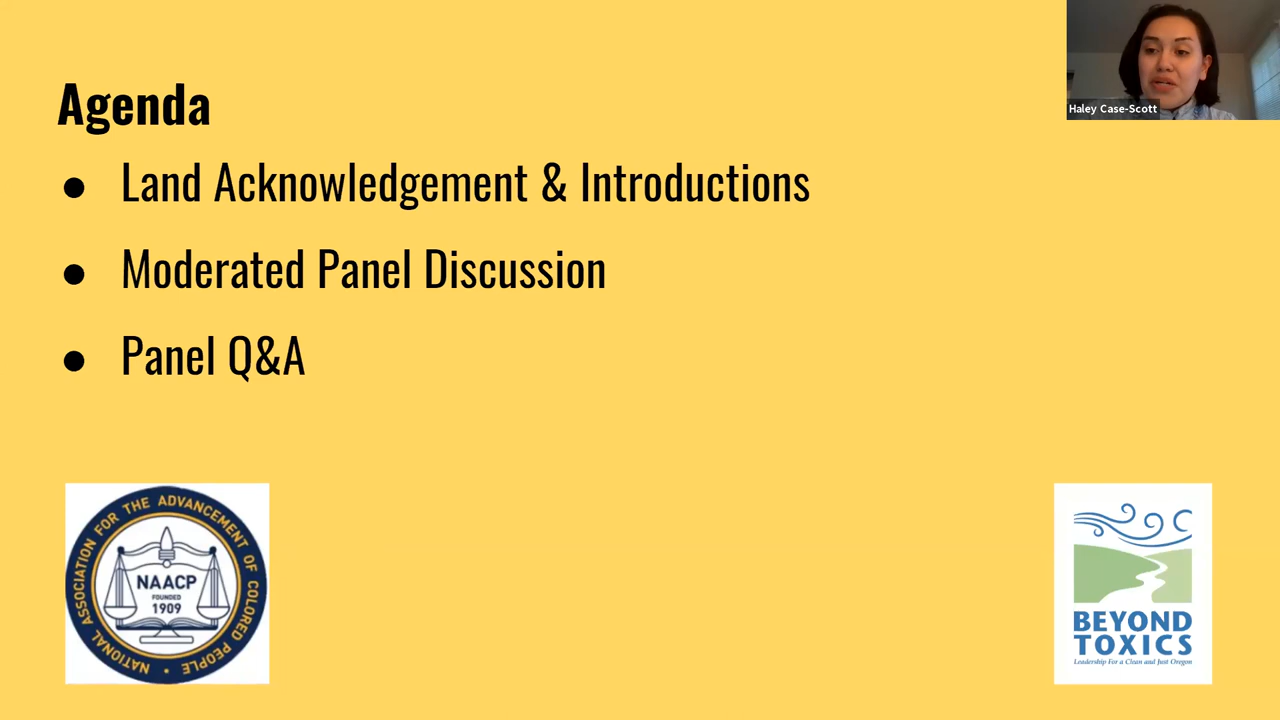 Agenda
● Land Acknowledgement & Introductions
● Moderated Panel Discussion
● Panel Q&A
Haley Case-Scott
NATIONAL ASSOCIATION FOR THE ADVANCEMENT OF COLORED PEOPLE
NAACP
FOUNDED
1909
BEYOND
TOXICS
Leadership For a Clean and Just Oregon